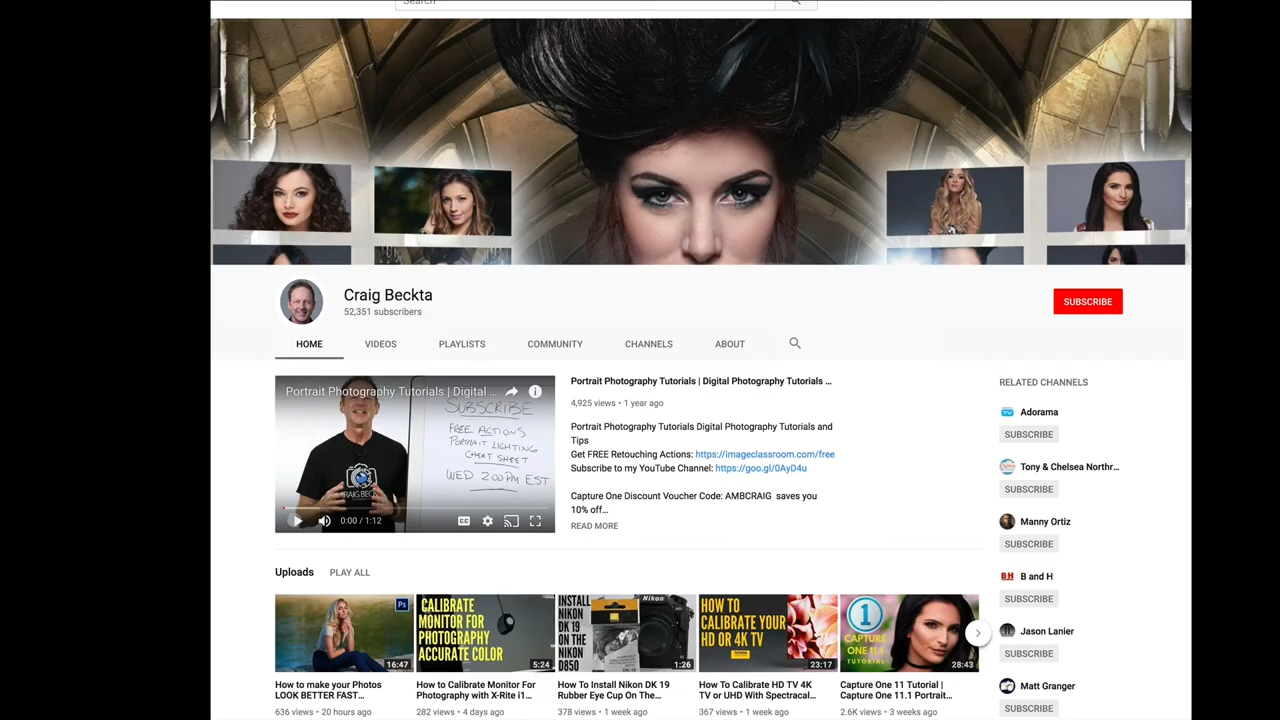 Search
Craig Beckta
52,351 subscribers
SUBSCRIBE
HOME VIDEOS PLAYLISTS COMMUNITY CHANNELS ABOUT
Portrait Photography Tutorials | Digital ...
SUBSCRIBE
FREE ACTIONS
PORTRAIT LIGHTING
CHEAT SHEET
WED 2:00 PM EST
CRAIG BECK
0:00 / 1:12
Portrait Photography Tutorials | Digital Photography Tutorials ...
4,925 views • 1 year ago
Portrait Photography Tutorials Digital Photography Tutorials and
Tips
Get FREE Retouching Actions: https://imageclassroom.com/free
Subscribe to my YouTube Channel: https://goo.gl/0AyD4u
Capture One Discount Voucher Code: AMBCRAIG saves you
10% off...
READ MORE
RELATED CHANNELS
Adorama
SUBSCRIBE
Tony & Chelsea Northr...
SUBSCRIBE
Manny Ortiz
SUBSCRIBE
B and H
SUBSCRIBE
Jason Lanier
SUBSCRIBE
Matt Granger
SUBSCRIBE
Uploads PLAY ALL
Ps
16:47
How to make your Photos
LOOK BETTER FAST...
636 views • 20 hours ago
CALIBRATE
MONITOR FOR
PHOTOGRAPHY
ACCURATE COLOR
5:24
How to Calibrate Monitor For
Photography with X-Rite i1...
282 views • 4 days ago
INSTALL
NIKON
DK 19
ON THE
NIKON
D850
Nikon
1:26
How To Install Nikon DK 19
Rubber Eye Cup On The...
378 views • 1 week ago
HOW TO
CALIBRATE YOUR
HD OR 4K TV
23:17
How To Calibrate HD TV 4K
TV or UHD With Spectracal...
367 views • 1 week ago
1
CAPTURE
ONE 11.1
TUTORIAL
28:43
Capture One 11 Tutorial |
Capture One 11.1 Portrait...
2.6K views • 3 weeks ago